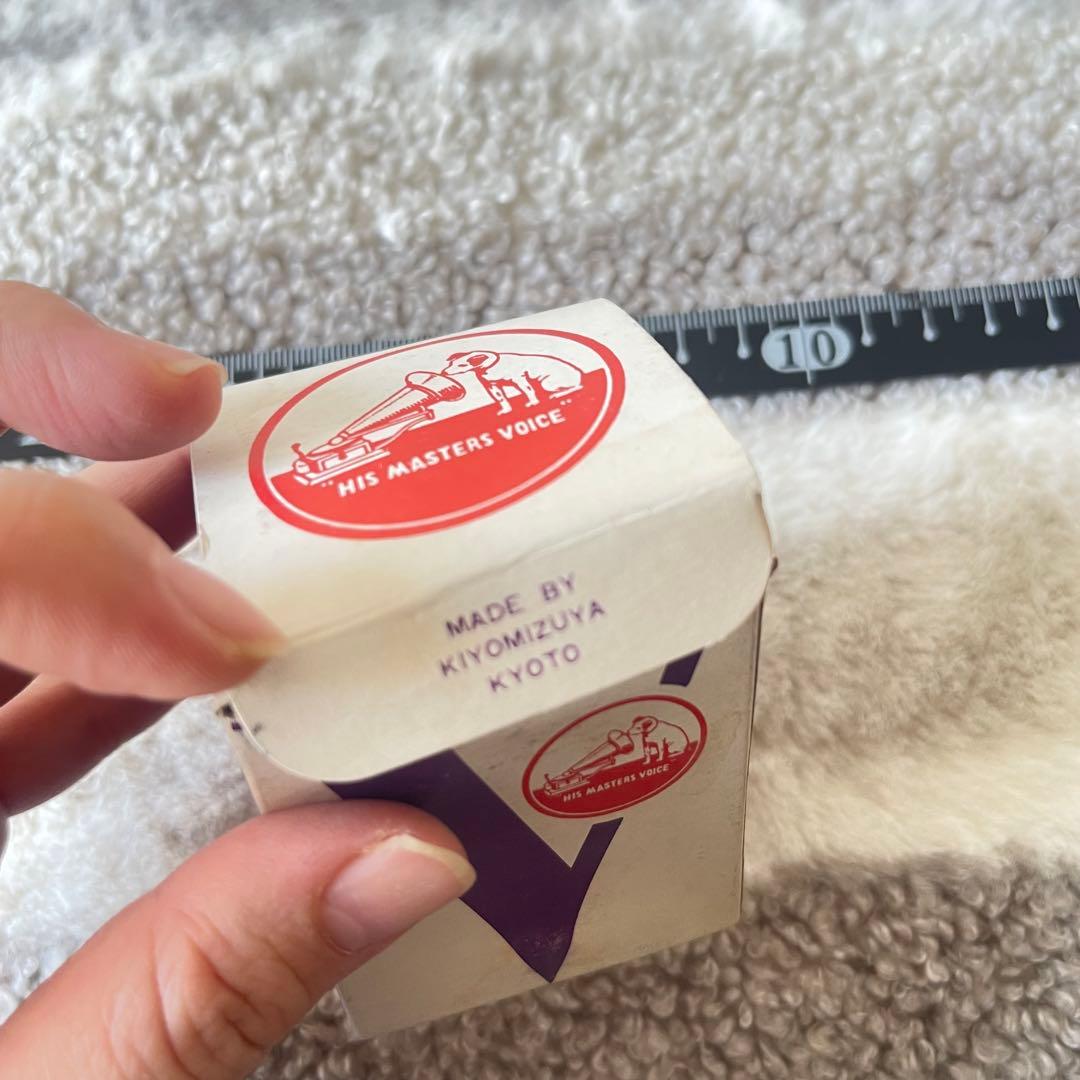 "HIS MASTERS VOICE"
MADE BY
KIYOMIZUYA
KYOTO
HIS MASTERS VOICE
10